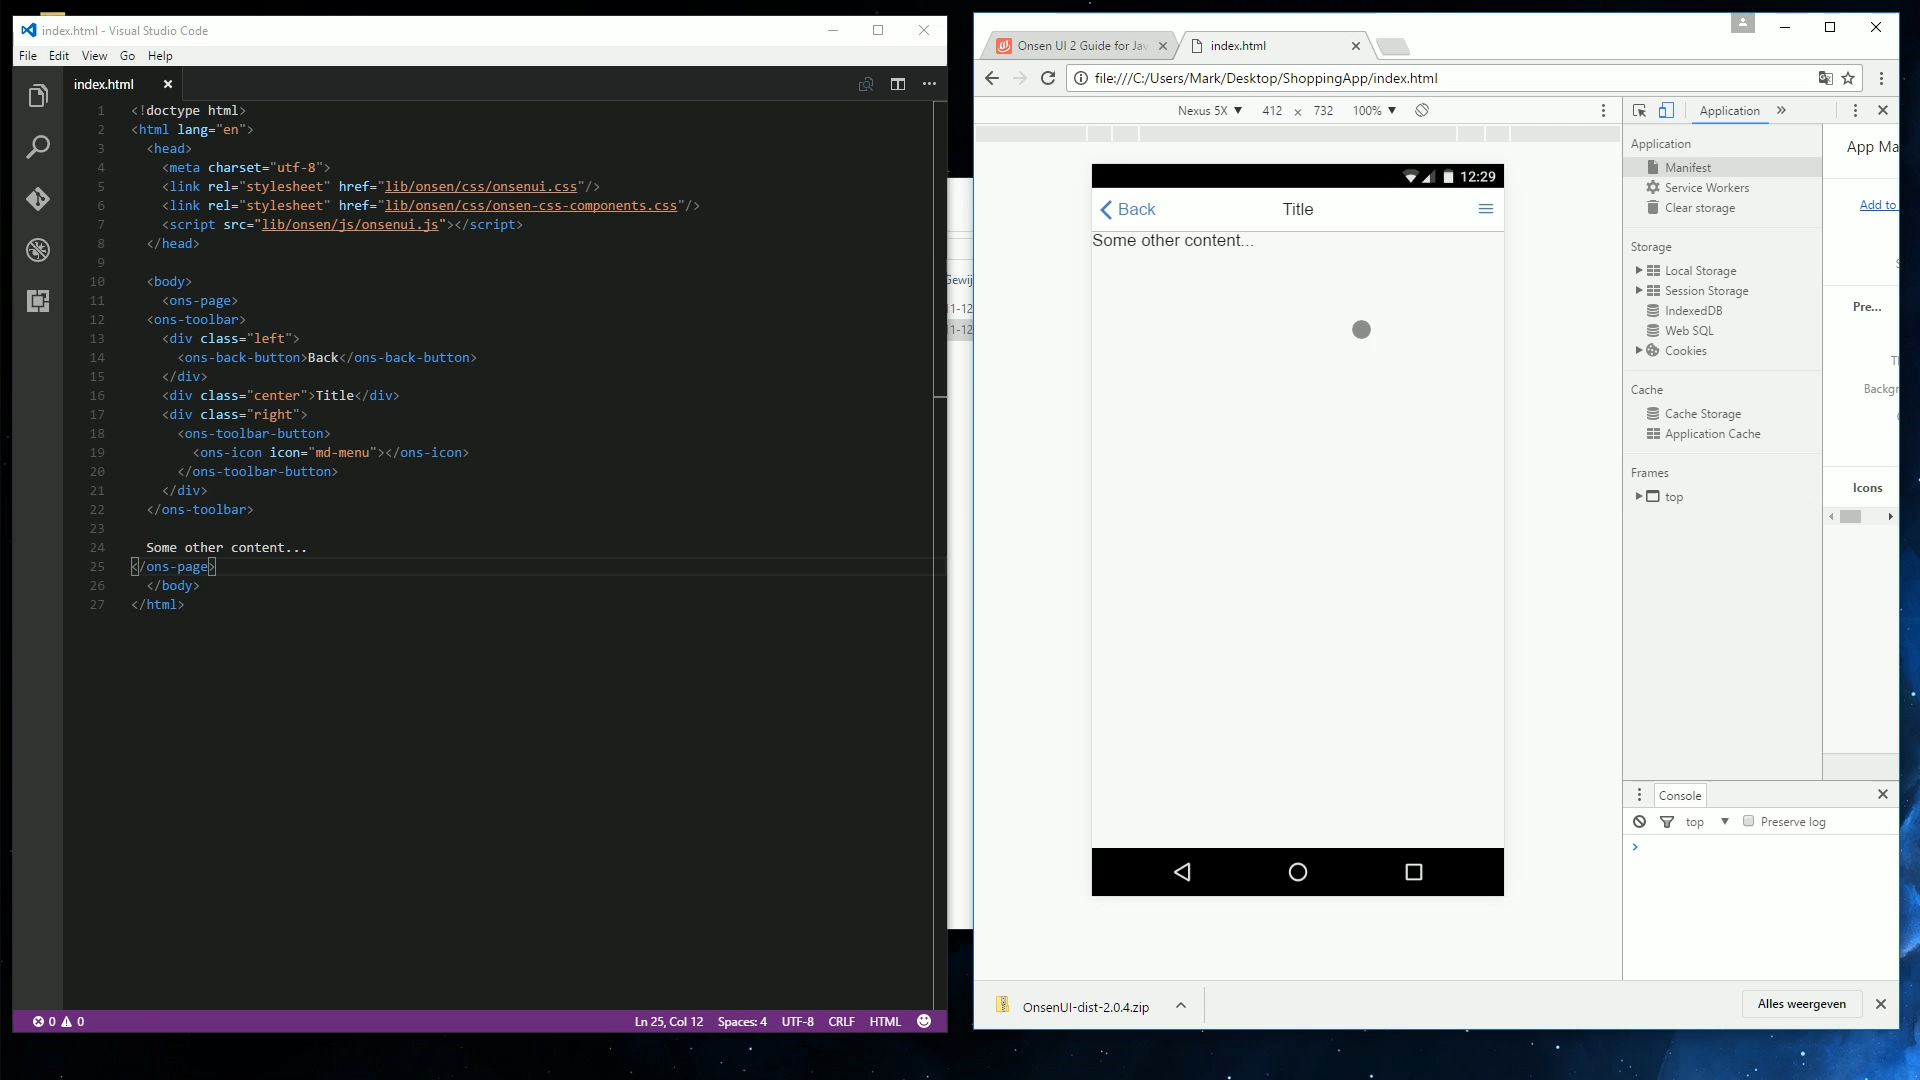 index.html - Visual Studio Code
File Edit View Go Help
index.html
1 <!doctype html>
2 <html lang="en">
3 <head>
4 <meta charset="utf-8">
5 <link rel="stylesheet" href="lib/onsen/css/onsenui.css"/>
6 <link rel="stylesheet" href="lib/onsen/css/onsen-css-components.css"/>
7 <script src="lib/onsen/js/onsenui.js"></script>
8 </head>
9
10 <body>
11 <ons-page>
12 <ons-toolbar>
13 <div class="left">
14 <ons-back-button>Back</ons-back-button>
15 </div>
16 <div class="center">Title</div>
17 <div class="right">
18 <ons-toolbar-button>
19 <ons-icon icon="md-menu"></ons-icon>
20 </ons-toolbar-button>
21 </div>
22 </ons-toolbar>
23
24 Some other content...
25 </ons-page>
26 </body>
27 </html>
0 0 Ln 25, Col 12 Spaces: 4 UTF-8 CRLF HTML
11-12
11-12
Onsen UI 2 Guide for Jav
index.html
file:///C:/Users/Mark/Desktop/ShoppingApp/index.html
Nexus 5X 412 x 732 100%
12:29
Back Title
Some other content...
Application
Application
Manifest
Service Workers
Clear storage
Storage
Local Storage
Session Storage
IndexedDB
Web SQL
Cookies
Cache
Cache Storage
Application Cache
Frames
top
App Ma
Add to
Pre...
Backgr
Icons
Console
top Preserve log
OnsenUI-dist-2.0.4.zip
Alles weergeven